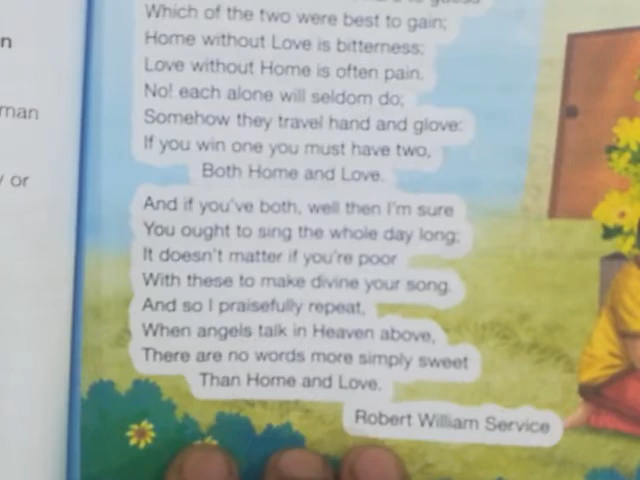 Which of the two were best to gain;
Home without Love is bitterness;
Love without Home is often pain.
No! each alone will seldom do;
Somehow they travel hand and glove:
If you win one you must have two,
Both Home and Love.
And if you've both, well then I'm sure
You ought to sing the whole day long;
It doesn't matter if you're poor
With these to make divine your song.
And so I praisefully repeat,
When angels talk in Heaven above,
There are no words more simply sweet
Than Home and Love.
Robert William Service
n
man
or